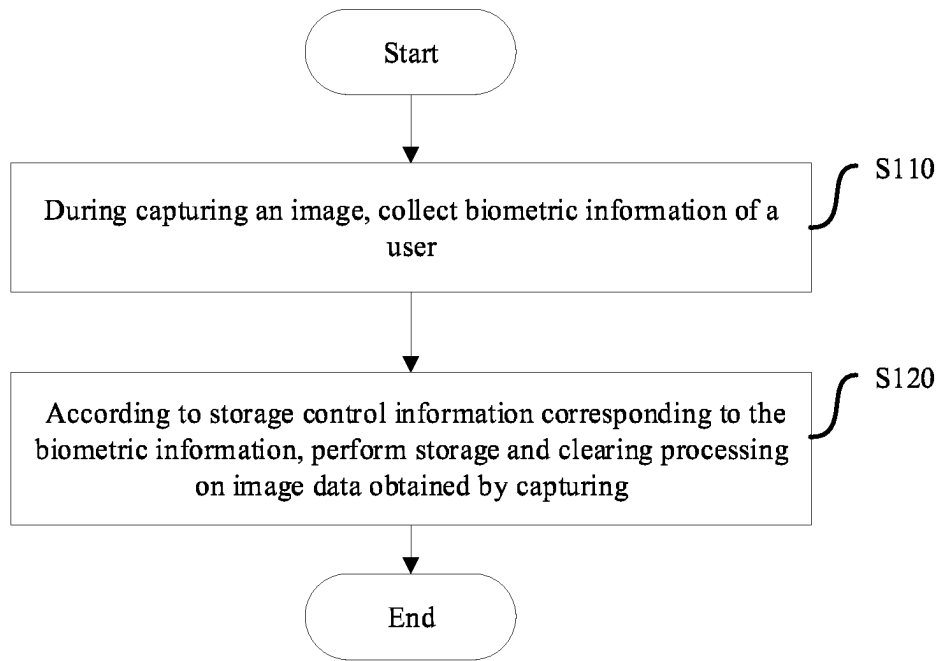 Start
S110
During capturing an image, collect biometric information of a
user
S120
According to storage control information corresponding to the
biometric information, perform storage and clearing processing
on image data obtained by capturing
End